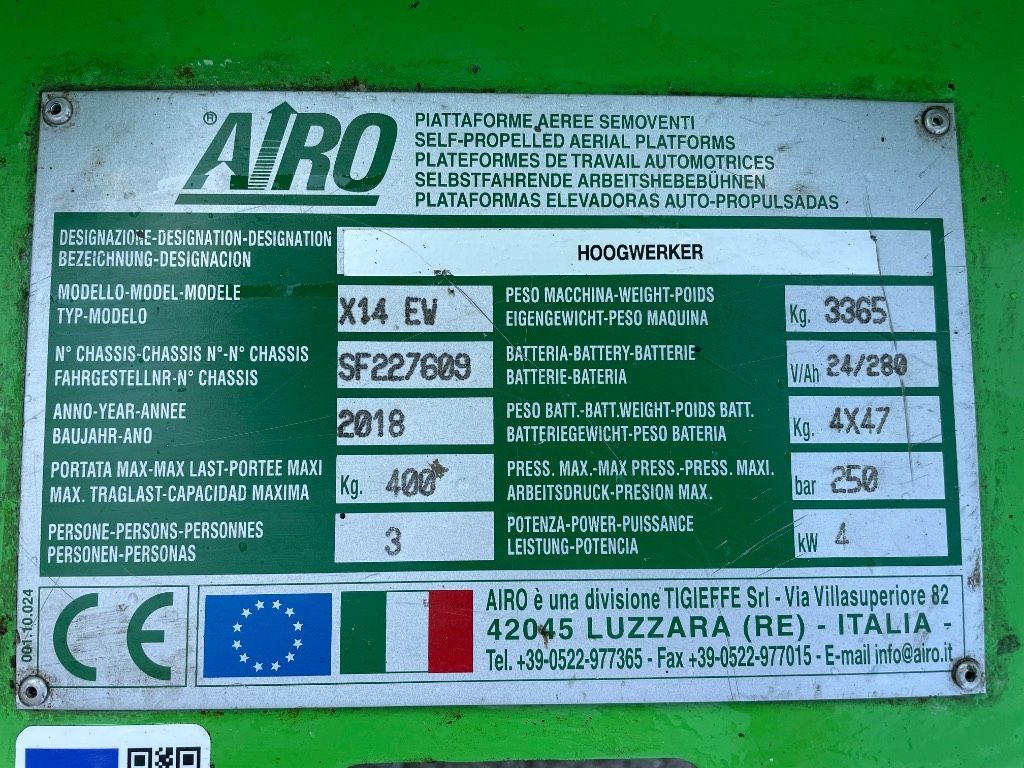 ® AIRO
PIATTAFORME AEREE SEMOVENTI
SELF-PROPELLED AERIAL PLATFORMS
PLATEFORMES DE TRAVAIL AUTOMOTRICES
SELBSTFAHRENDE ARBEITSHEBEBÜHNEN
PLATAFORMAS ELEVADORAS AUTO-PROPULSADAS
DESIGNAZIONE-DESIGNATION-DESIGNATION
BEZEICHNUNG-DESIGNACION
HOOGWERKER
MODELLO-MODEL-MODELE
TYP-MODELO
X14 EW
PESO MACCHINA-WEIGHT-POIDS
EIGENGEWICHT-PESO MAQUINA
Kg. 3365
N° CHASSIS-CHASSIS N°-N° CHASSIS
FAHRGESTELLNR-N° CHASSIS
SF227609
BATTERIA-BATTERY-BATTERIE
BATTERIE-BATERIA
V/Ah 24/280
ANNO-YEAR-ANNEE
BAUJAHR-ANO
2018
PESO BATT.-BATT.WEIGHT-POIDS BATT.
BATTERIEGEWICHT-PESO BATERIA
Kg. 4X47
PORTATA MAX-MAX LAST-PORTEE MAXI
MAX. TRAGLAST-CAPACIDAD MAXIMA
Kg. 400
PRESS. MAX.-MAX PRESS.-PRESS. MAXI.
ARBEITSDRUCK-PRESION MAX.
bar 250
PERSONE-PERSONS-PERSONNES
PERSONEN-PERSONAS
3
POTENZA-POWER-PUISSANCE
LEISTUNG-POTENCIA
kW 4
001.10.024
CE
AIRO è una divisione TIGIEFFE Srl - Via Villasuperiore 82
42045 LUZZARA (RE) - ITALIA -
Tel. +39-0522-977365 - Fax +39-0522-977015 - E-mail info@airo.it